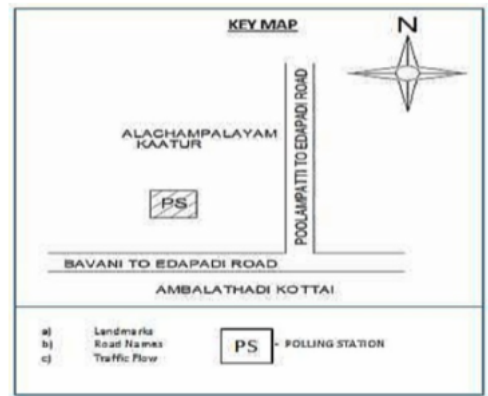 KEY MAP
N
ALACHAMPALAYAM
KAATUR
POOLAMPATTI TO EDAPADI ROAD
PS
BAVANI TO EDAPADI ROAD
AMBALATHADI KOTTAI
a) Landmarks
b) Road Names
c) Traffic Flow
PS - POLLING STATION